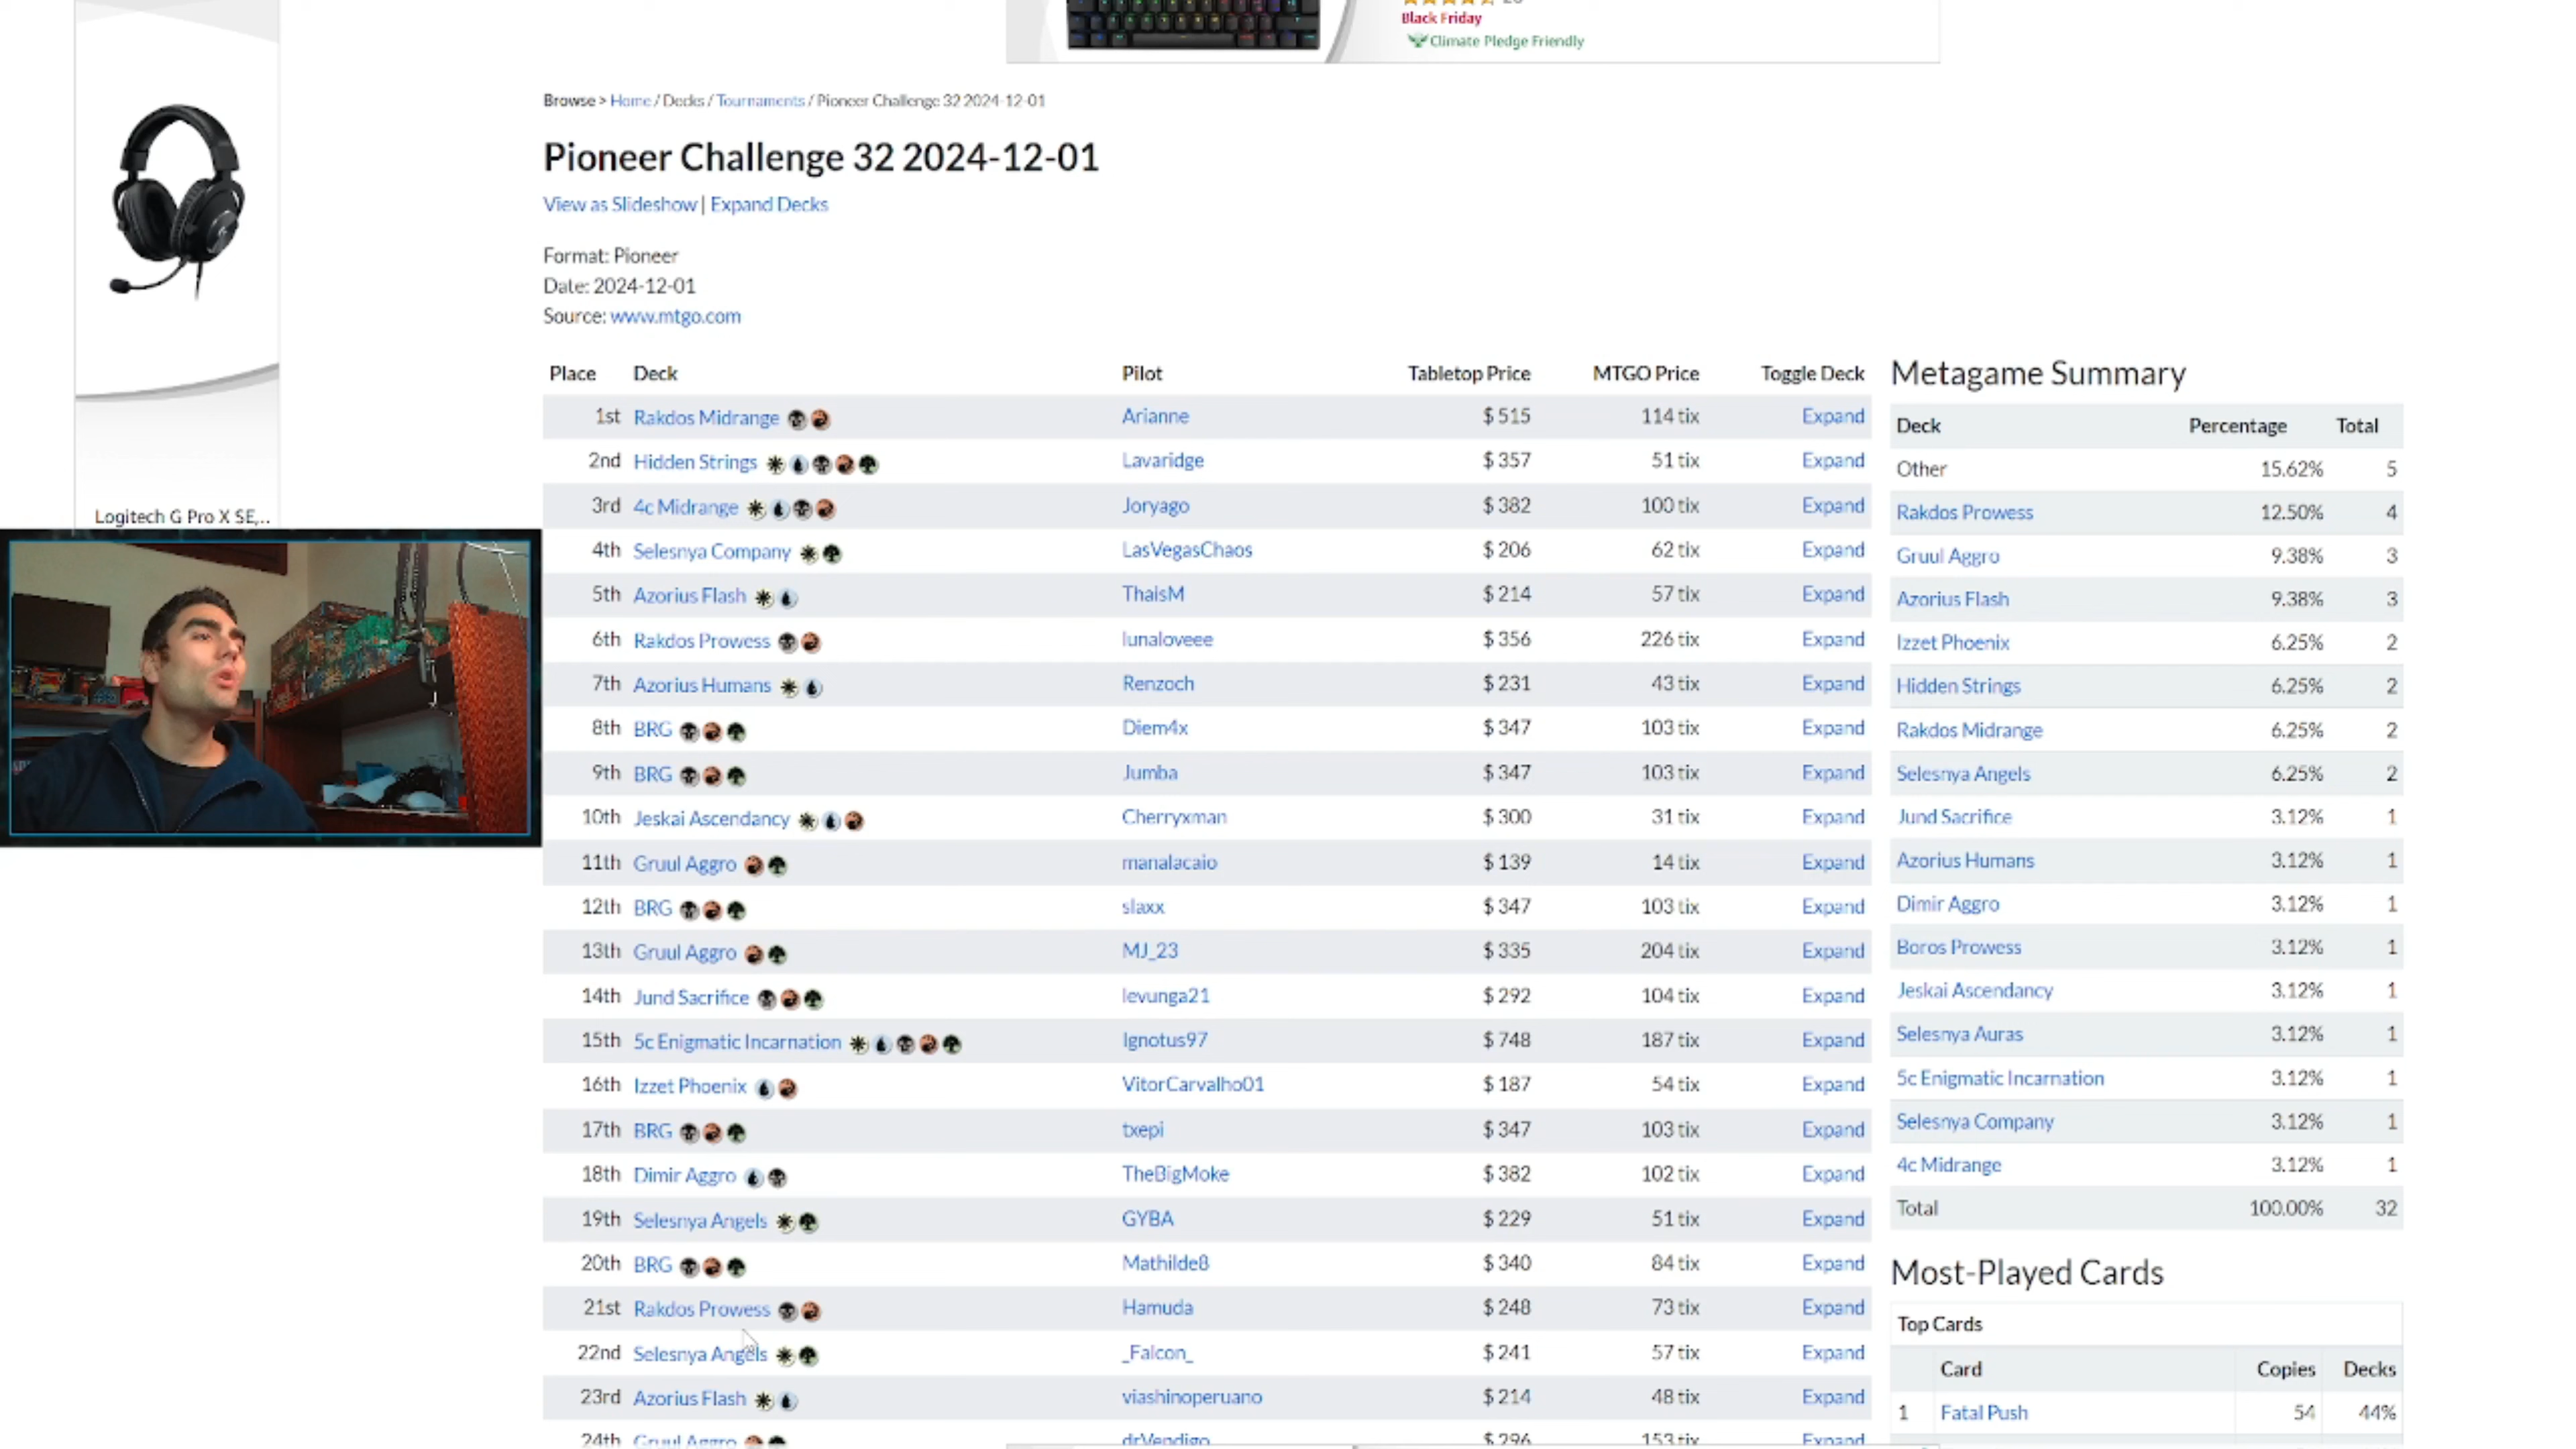 Black Friday
Climate Pledge Friendly
Browse > Home / Decks / Tournaments / Pioneer Challenge 32 2024-12-01
Pioneer Challenge 32 2024-12-01
View as Slideshow | Expand Decks
Format: Pioneer
Date: 2024-12-01
Source: www.mtgo.com
Logitech G Pro X SE,...
Place Deck Pilot Tabletop Price MTGO Price Toggle Deck
1st Rakdos Midrange Arianne $ 515 114 tix Expand
2nd Hidden Strings Lavaridge $ 357 51 tix Expand
3rd 4c Midrange Joryago $ 382 100 tix Expand
4th Selesnya Company LasVegasChaos $ 206 62 tix Expand
5th Azorius Flash ThaisM $ 214 57 tix Expand
6th Rakdos Prowess lunaloveee $ 356 226 tix Expand
7th Azorius Humans Renzoch $ 231 43 tix Expand
8th BRG Diem4x $ 347 103 tix Expand
9th BRG Jumba $ 347 103 tix Expand
10th Jeskai Ascendancy Cherryxman $ 300 31 tix Expand
11th Gruul Aggro manalacaio $ 139 14 tix Expand
12th BRG slaxx $ 347 103 tix Expand
13th Gruul Aggro MJ_23 $ 335 204 tix Expand
14th Jund Sacrifice levunga21 $ 292 104 tix Expand
15th 5c Enigmatic Incarnation Ignotus97 $ 748 187 tix Expand
16th Izzet Phoenix VitorCarvalho01 $ 187 54 tix Expand
17th BRG txepi $ 347 103 tix Expand
18th Dimir Aggro TheBigMoke $ 382 102 tix Expand
19th Selesnya Angels GYBA $ 229 51 tix Expand
20th BRG Mathilde8 $ 340 84 tix Expand
21st Rakdos Prowess Hamuda $ 248 73 tix Expand
22nd Selesnya Angels _Falcon_ $ 241 57 tix Expand
23rd Azorius Flash viashinoperuano $ 214 48 tix Expand
24th Gruul Aggro drVendigo $ 296 153 tix Expand
Metagame Summary
Deck Percentage Total
Other 15.62% 5
Rakdos Prowess 12.50% 4
Gruul Aggro 9.38% 3
Azorius Flash 9.38% 3
Izzet Phoenix 6.25% 2
Hidden Strings 6.25% 2
Rakdos Midrange 6.25% 2
Selesnya Angels 6.25% 2
Jund Sacrifice 3.12% 1
Azorius Humans 3.12% 1
Dimir Aggro 3.12% 1
Boros Prowess 3.12% 1
Jeskai Ascendancy 3.12% 1
Selesnya Auras 3.12% 1
5c Enigmatic Incarnation 3.12% 1
Selesnya Company 3.12% 1
4c Midrange 3.12% 1
Total 100.00% 32
Most-Played Cards
Top Cards
Card Copies Decks
1 Fatal Push 54 44%